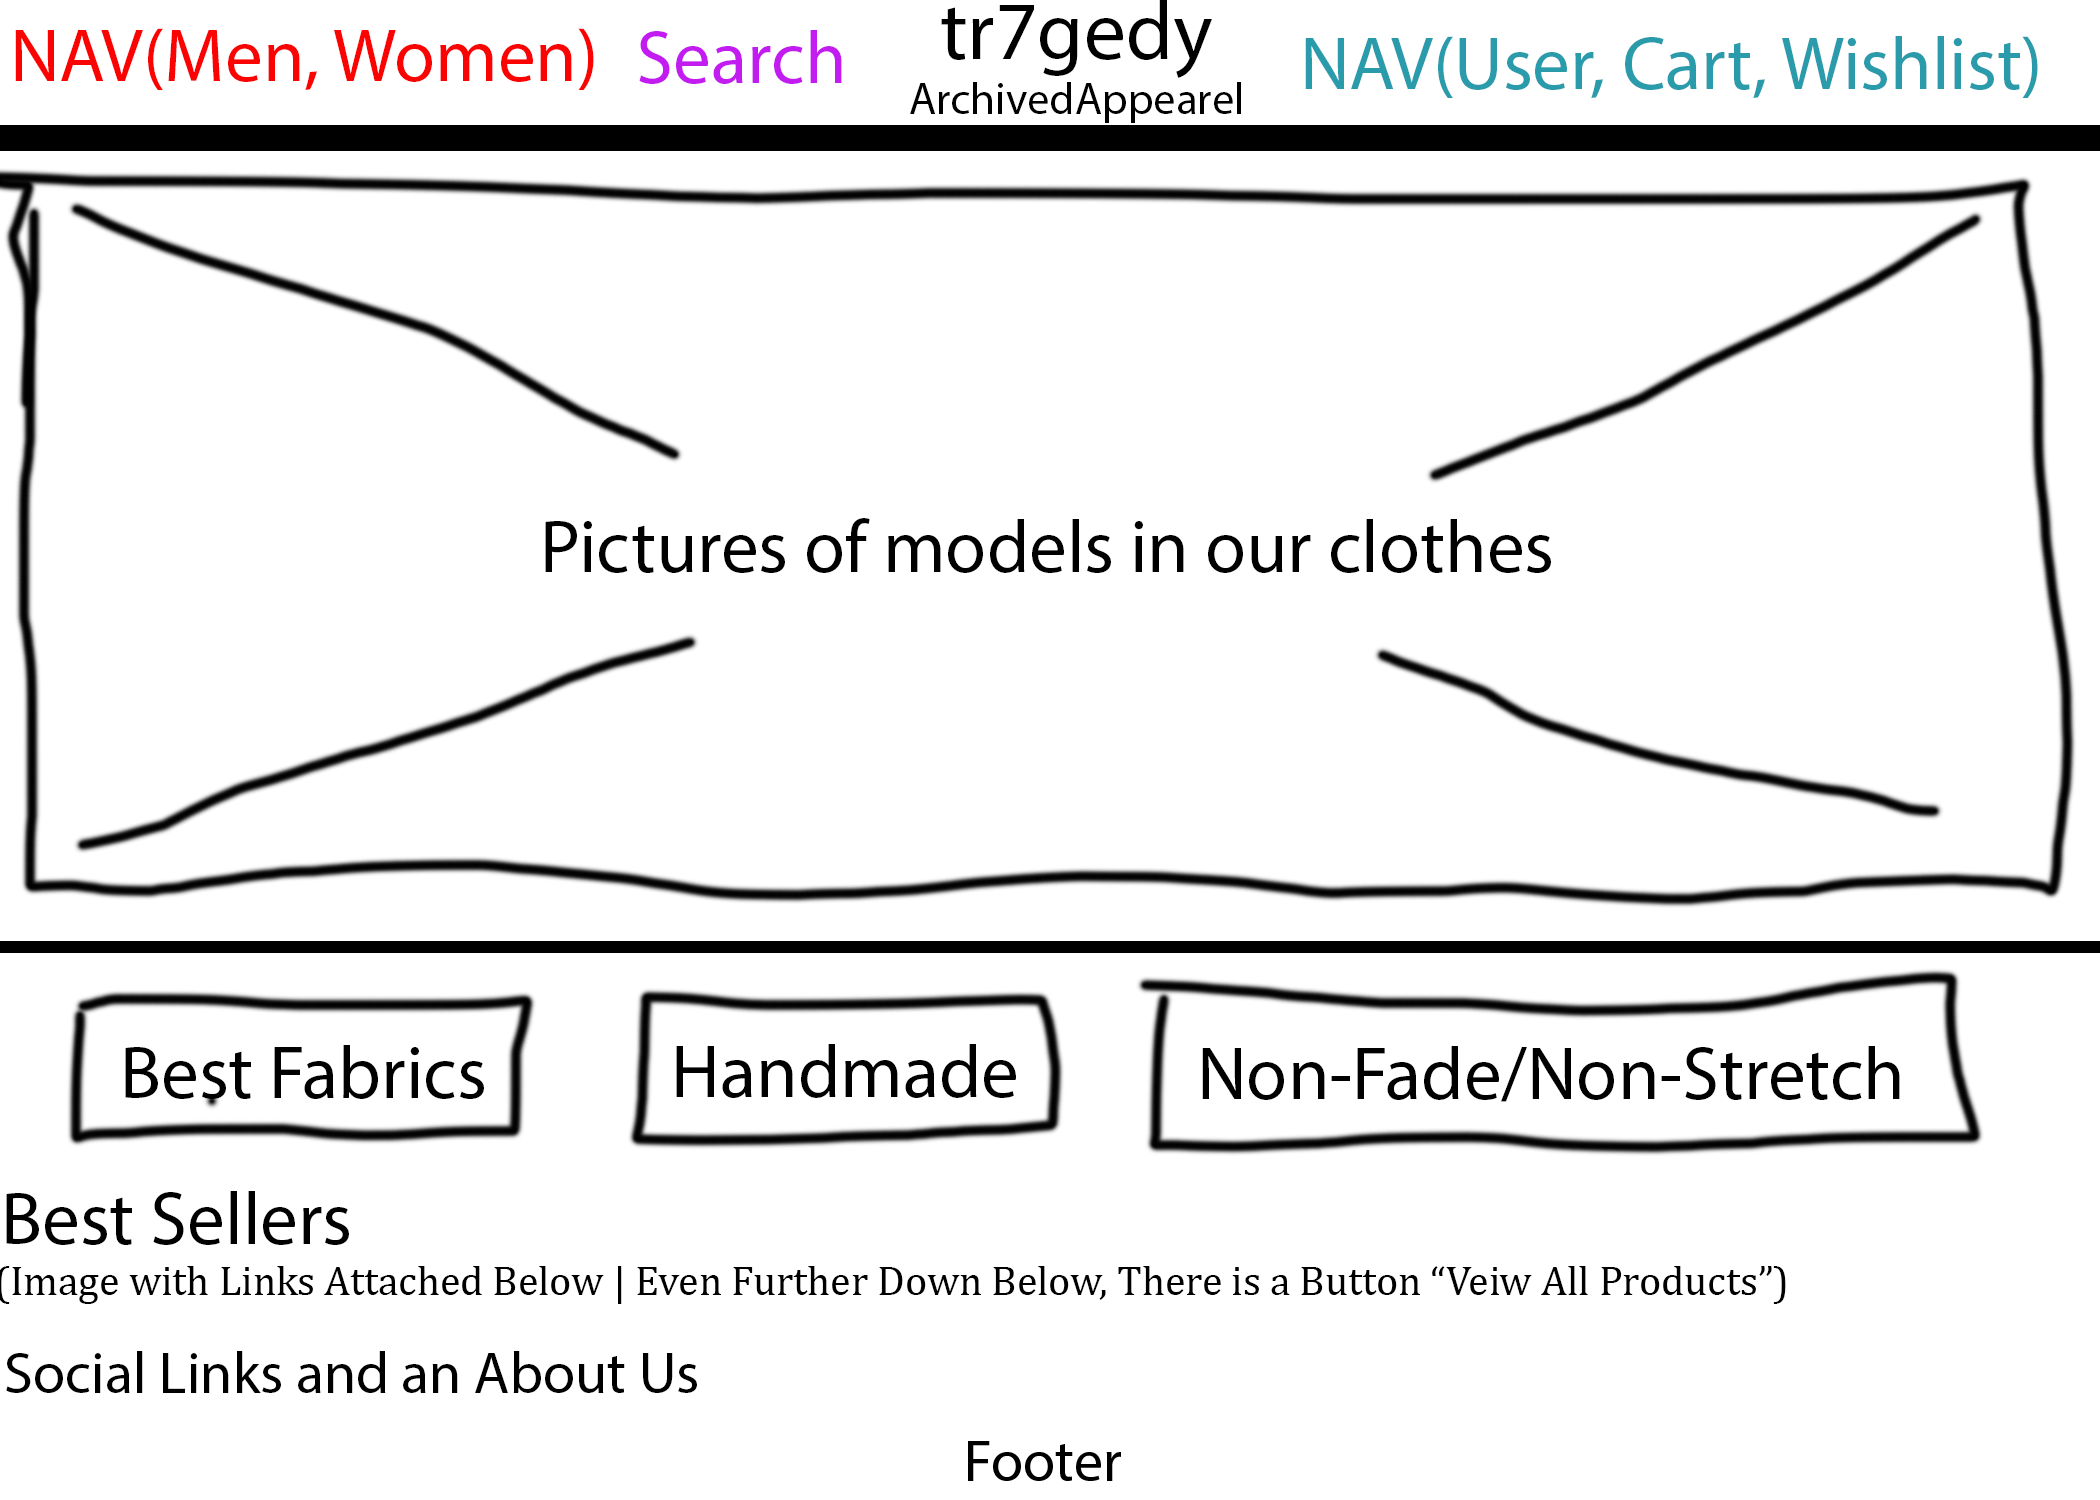 NAV(Men, Women) Search tr7gedy NAV(User, Cart, Wishlist)
ArchivedAppearel
Pictures of models in our clothes
Best Fabrics Handmade Non-Fade/Non-Stretch
Best Sellers
(Image with Links Attached Below | Even Further Down Below, There is a Button “Veiw All Products”)
Social Links and an About Us
Footer